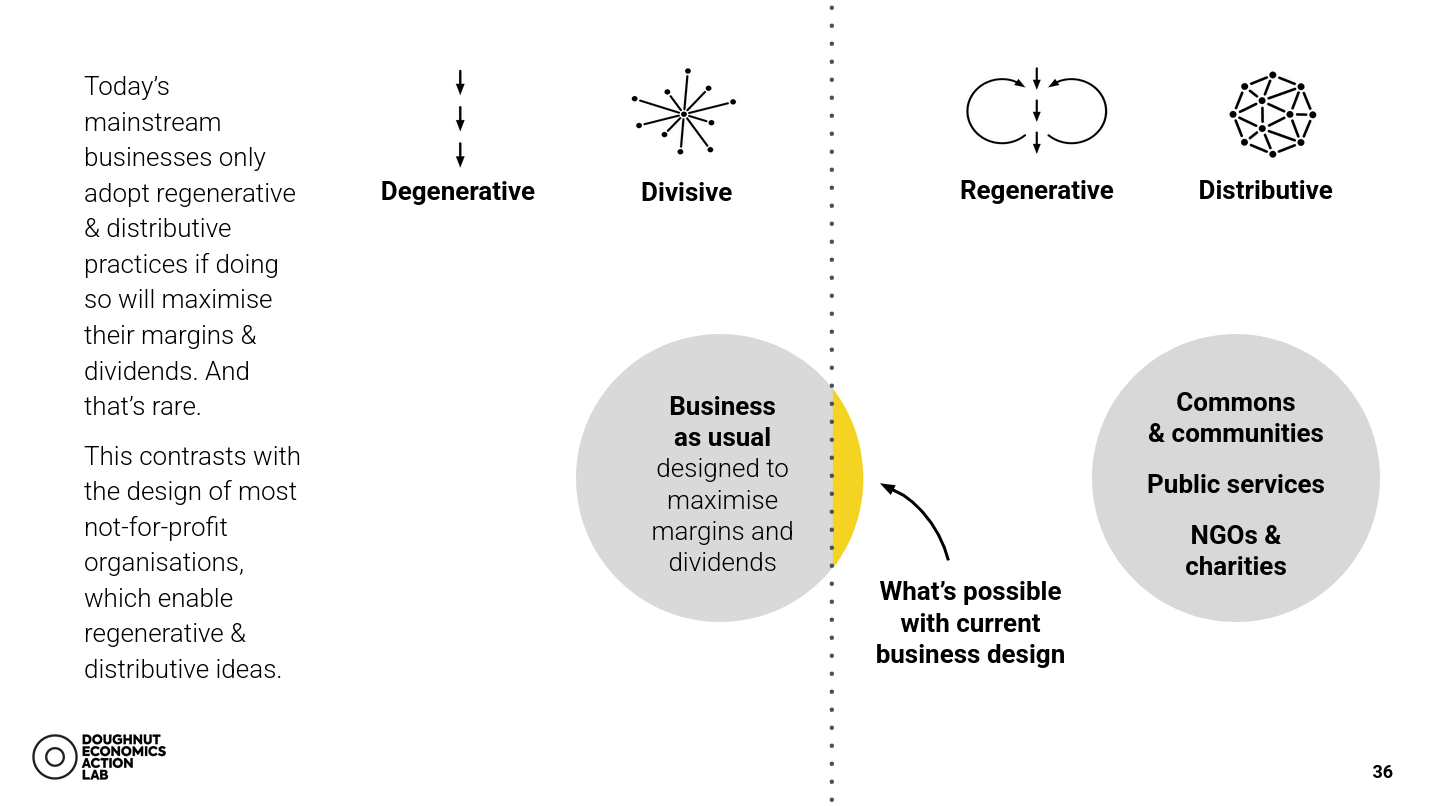 Today’s
mainstream
businesses only
adopt regenerative
& distributive
practices if doing
so will maximise
their margins &
dividends. And
that’s rare.
This contrasts with
the design of most
not-for-profit
organisations,
which enable
regenerative &
distributive ideas.
Degenerative
Divisive
Regenerative
Distributive
Business
as usual
designed to
maximise
margins and
dividends
What’s possible
with current
business design
Commons
& communities
Public services
NGOs &
charities
DOUGHNUT
ECONOMICS
ACTION
LAB
36